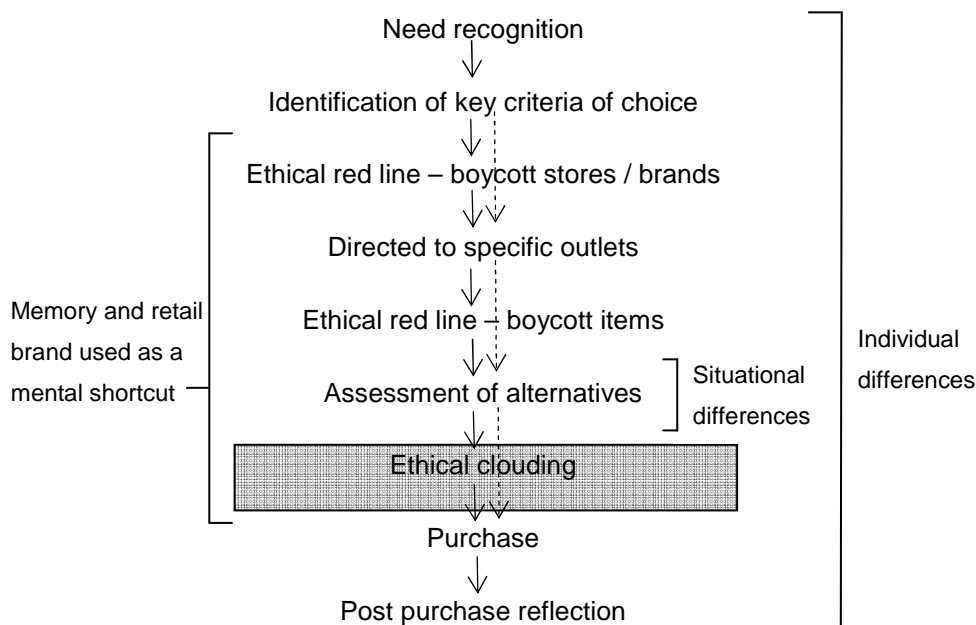 Need recognition
Identification of key criteria of choice
Ethical red line – boycott stores / brands
Directed to specific outlets
Ethical red line – boycott items
Assessment of alternatives
Ethical clouding
Purchase
Post purchase reflection
Memory and retail
brand used as a
mental shortcut
Situational
differences
Individual
differences